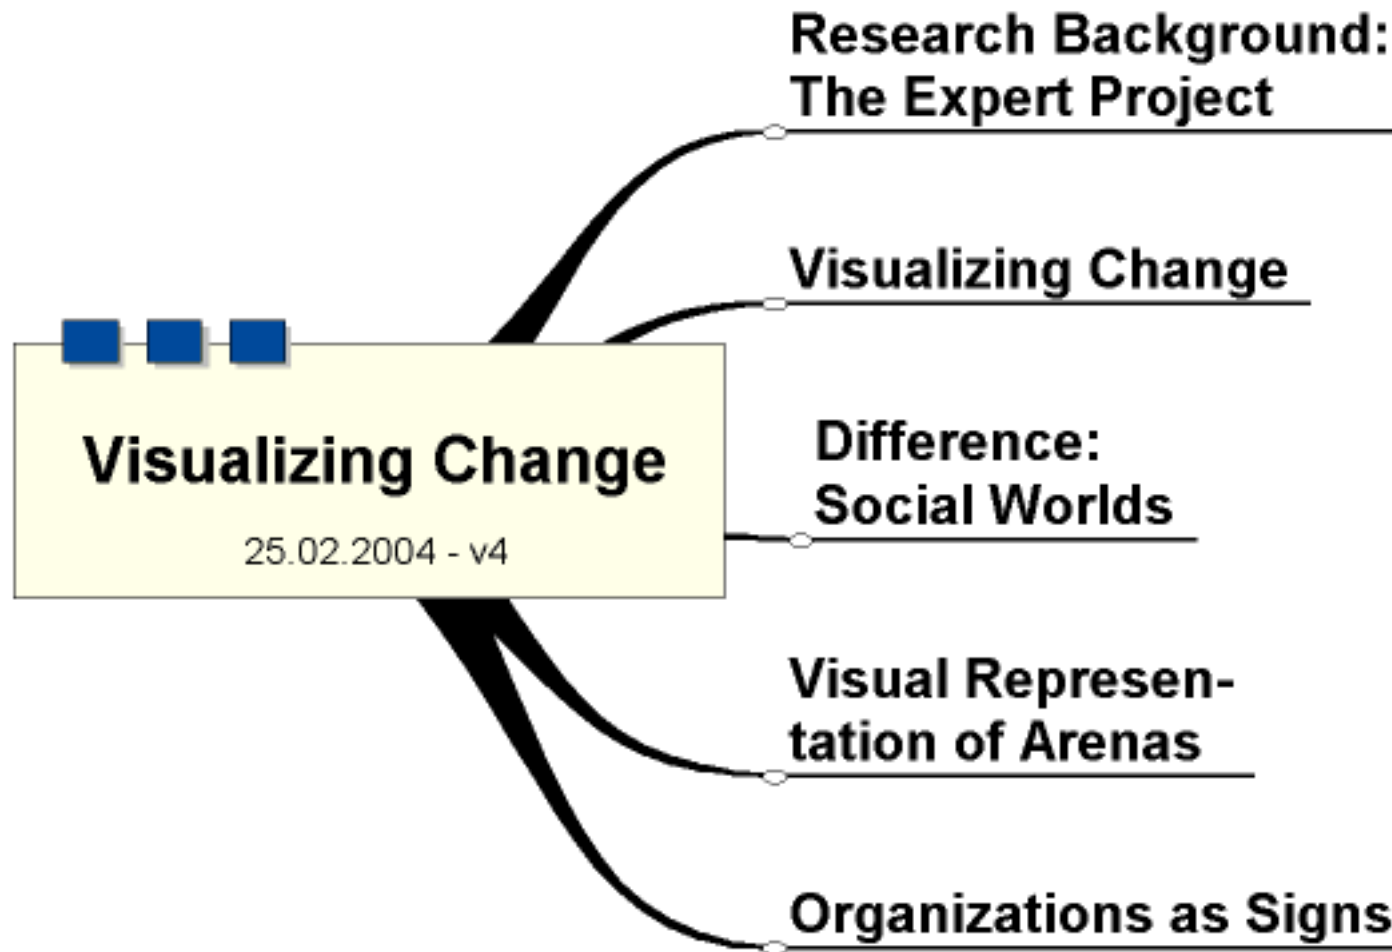 Research Background:
The Expert Project
Visualizing Change
Visualizing Change
25.02.2004 - v4
Difference:
Social Worlds
Visual Represen-
tation of Arenas
Organizations as Signs